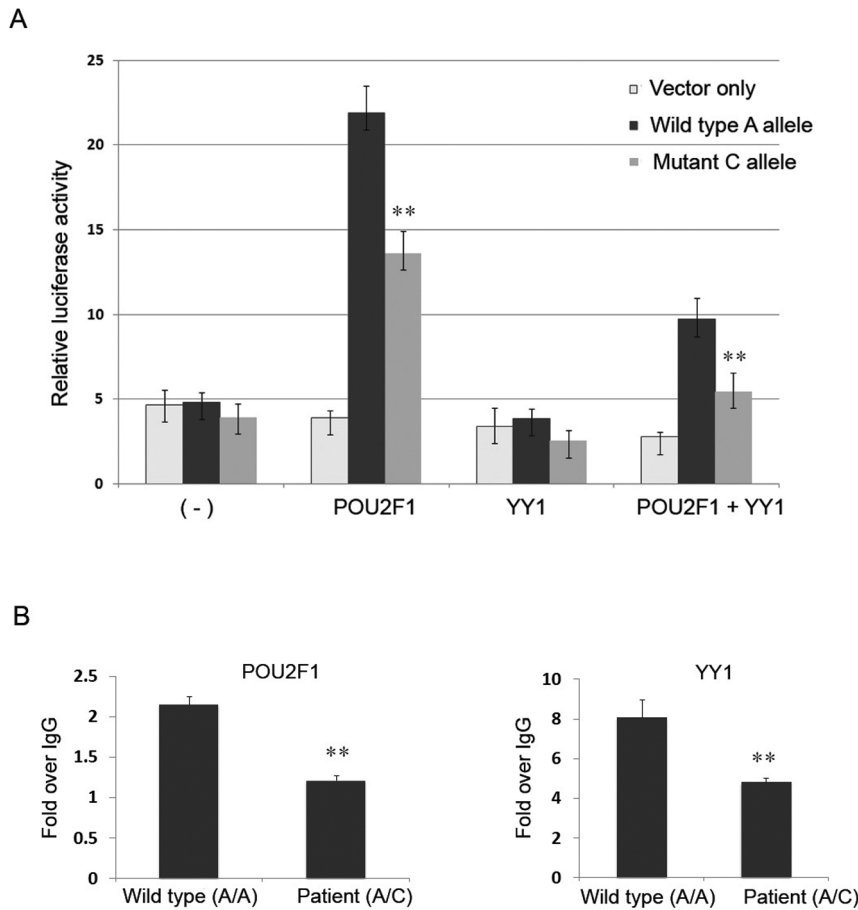 A
Relative luciferase activity
25
20
15
10
5
0
Vector only
Wild type A allele
Mutant C allele
**
**
( - )
POU2F1
YY1
POU2F1 + YY1
B
POU2F1
Fold over IgG
2.5
2
1.5
1
0.5
0
**
Wild type (A/A)
Patient (A/C)
YY1
Fold over IgG
10
8
6
4
2
0
**
Wild type (A/A)
Patient (A/C)